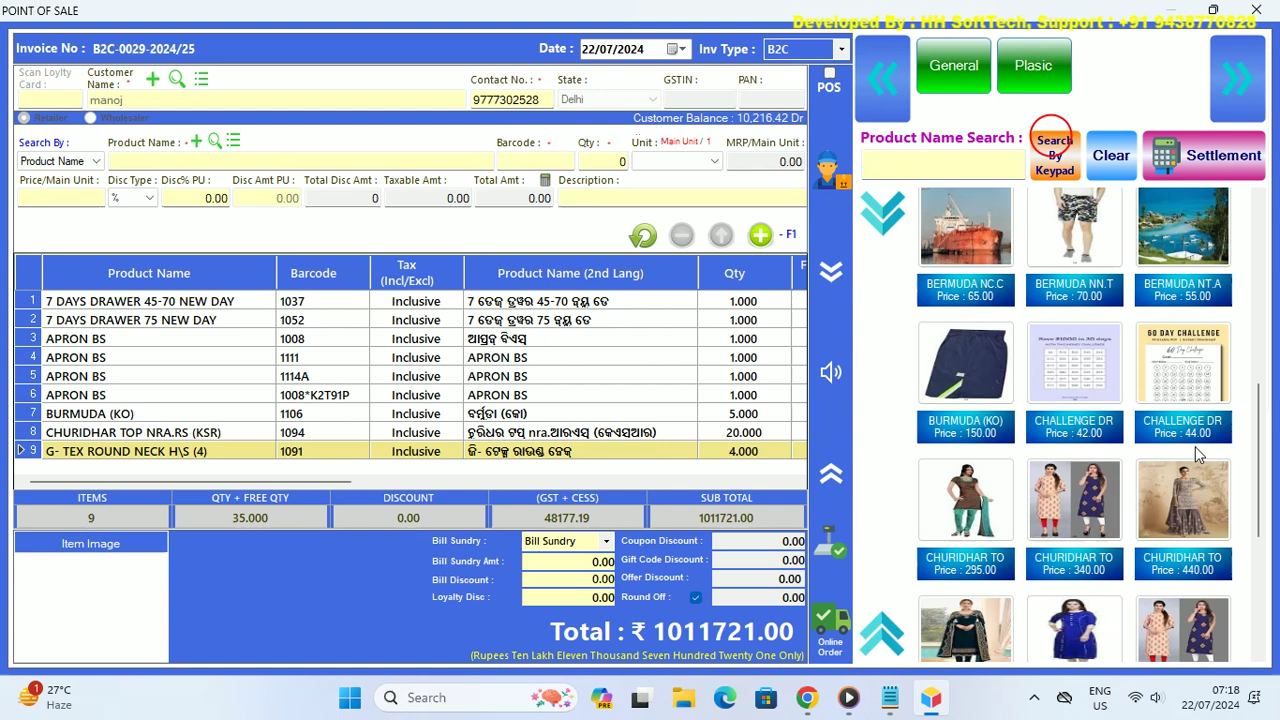 POINT OF SALE
Developed By : HH SoftTech, Support : +91 9438770828
Invoice No : B2C-0029-2024/25
Date : 22/07/2024 Inv Type : B2C
Scan Loylty Card :
Customer Name : *
Contact No. : * State : GSTIN : PAN :
manoj 9777302528 Delhi
Retailer Wholesaler Customer Balance : 10,216.42 Dr
Search By : Product Name : * Barcode : * Qty : * Unit : Main Unit / 1 MRP/Main Unit :
Product Name 0 0.00
Price/Main Unit : Disc Type : Disc% PU : Disc Amt PU : Total Disc Amt : Taxable Amt : Total Amt : Description :
% 0.00 0.00 0 0.00 0.00
- F1
Product Name Barcode Tax (Incl/Excl) Product Name (2nd Lang) Qty F
1 7 DAYS DRAWER 45-70 NEW DAY 1037 Inclusive 7 ଡେଜ୍ ଡ୍ରୱର 45-70 ନ୍ୟୁ ଡେ 1.000
2 7 DAYS DRAWER 75 NEW DAY 1052 Inclusive 7 ଡେଜ୍ ଡ୍ରୱର 75 ନ୍ୟୁ ଡେ 1.000
3 APRON BS 1008 Inclusive ଆପ୍ରନ୍ ବିଏସ୍ 1.000
4 APRON BS 1111 Inclusive APRON BS 1.000
5 APRON BS 1114A Inclusive APRON BS 1.000
6 APRON BS 1008*K2T91P Inclusive APRON BS 1.000
7 BURMUDA (KO) 1106 Inclusive ବର୍ମୁଡା (କୋ) 5.000
8 CHURIDHAR TOP NRA.RS (KSR) 1094 Inclusive ଚୁରିଧର ଟପ୍ nra.ଆରଏସ୍ (କେଏସଆର) 20.000
9 G- TEX ROUND NECK H\S (4) 1091 Inclusive ଜି- ଟେକ୍ସ ରାଉଣ୍ଡ ନେକ୍ 4.000
ITEMS QTY + FREE QTY DISCOUNT (GST + CESS) SUB TOTAL
9 35.000 0.00 48177.19 1011721.00
Item Image
Bill Sundry : Bill Sundry Coupon Discount : 0.00
Bill Sundry Amt : 0.00 Gift Code Discount : 0.00
Bill Discount : 0.00 Offer Discount : 0.00
Loyalty Disc : 0.00 Round Off : 0.00
Total : ₹ 1011721.00
(Rupees Ten Lakh Eleven Thousand Seven Hundred Twenty One Only)
POS
Online Order
General Plasic
Product Name Search :
Search By Keypad
Clear
Settlement
BERMUDA NC.C BERMUDA NN.T BERMUDA NT.A
Price : 65.00 Price : 70.00 Price : 55.00
60 DAY CHALLENGE
BURMUDA (KO) CHALLENGE DR CHALLENGE DR
Price : 150.00 Price : 42.00 Price : 44.00
CHURIDHAR TO CHURIDHAR TO CHURIDHAR TO
Price : 295.00 Price : 340.00 Price : 440.00
1 27°C
Haze
Search
PRE
ENG
US
07:18
22/07/2024